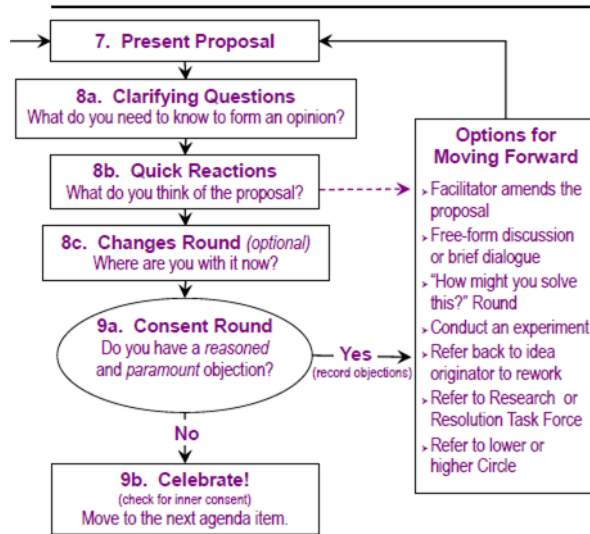 7. Present Proposal
8a. Clarifying Questions
What do you need to know to form an opinion?
8b. Quick Reactions
What do you think of the proposal?
8c. Changes Round (optional)
Where are you with it now?
9a. Consent Round
Do you have a reasoned
and paramount objection?
Yes
(record objections)
No
9b. Celebrate!
(check for inner consent)
Move to the next agenda item.
Options for
Moving Forward
Facilitator amends the
proposal
Free-form discussion
or brief dialogue
"How might you solve
this?" Round
Conduct an experiment
Refer back to idea
originator to rework
Refer to Research or
Resolution Task Force
Refer to lower or
higher Circle